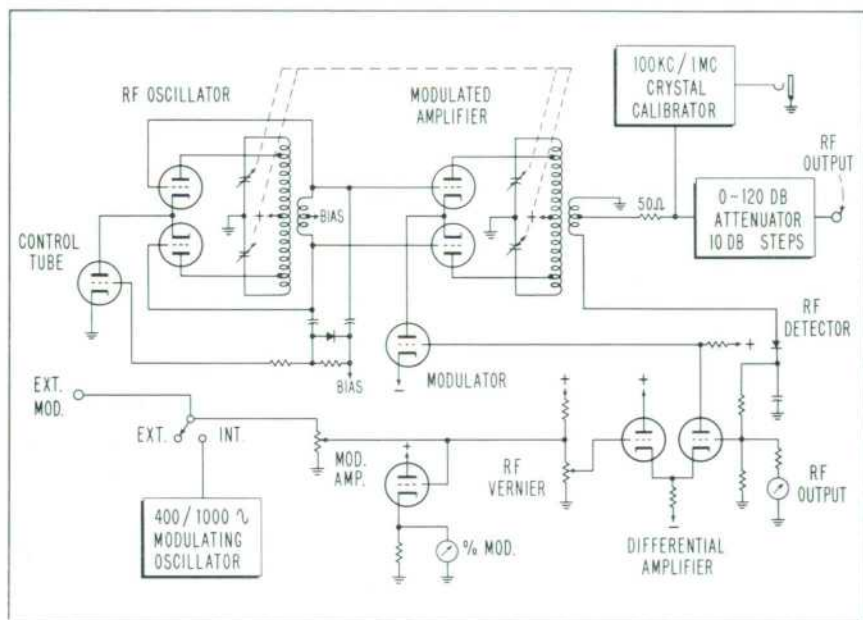 RF OSCILLATOR
MODULATED
AMPLIFIER
100KC/1MC
CRYSTAL
CALIBRATOR
RF
OUTPUT
BIAS
50Ω
0-120 DB
ATTENUATOR
10 DB STEPS
CONTROL
TUBE
RF
DETECTOR
BIAS
MODULATOR
EXT.
MOD.
EXT.
INT.
MOD.
AMP.
RF
VERNIER
RF
OUTPUT
400/1000 ∿
MODULATING
OSCILLATOR
% MOD.
DIFFERENTIAL
AMPLIFIER